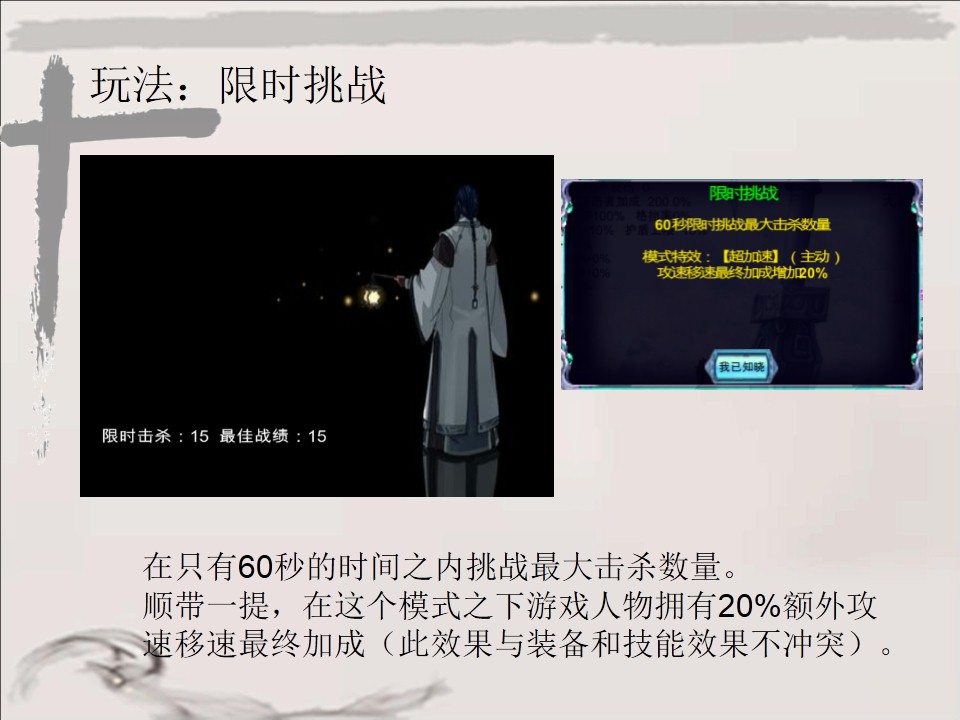 玩法：限时挑战
限时挑战
60秒限时挑战最大击杀数量
模式特效：【超加速】（主动）
攻速移速最终加成增加20%
我已知晓
限时击杀：15 最佳战绩：15
在只有60秒的时间之内挑战最大击杀数量。
顺带一提，在这个模式之下游戏人物拥有20%额外攻
速移速最终加成（此效果与装备和技能效果不冲突）。